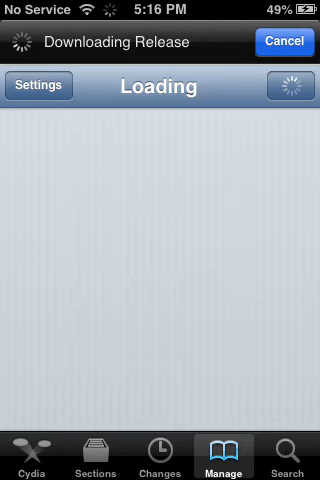 No Service 5:16 PM 49%
Downloading Release Cancel
Settings Loading
Cydia Sections Changes Manage Search